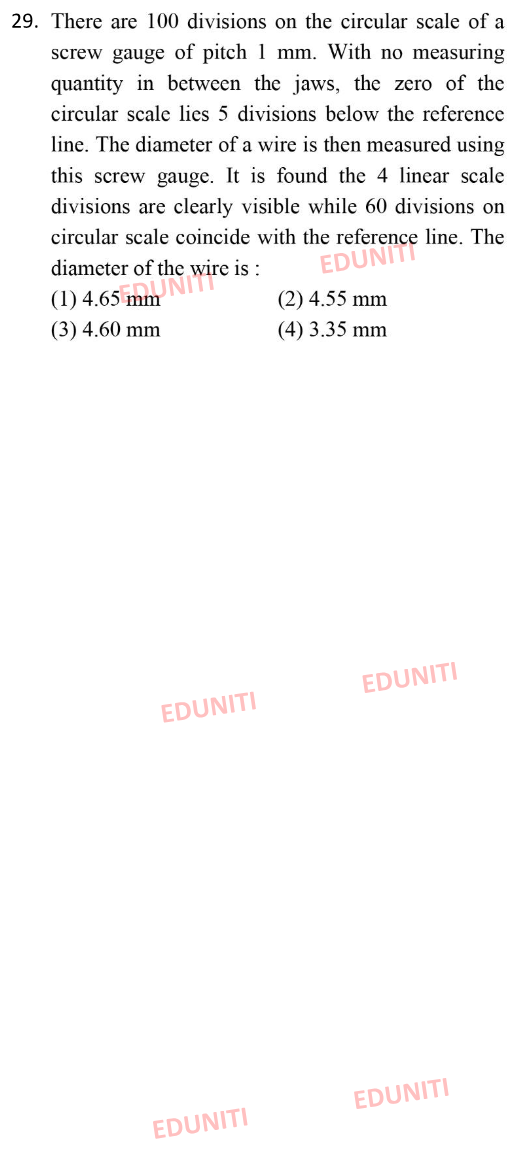 29. There are 100 divisions on the circular scale of a
screw gauge of pitch 1 mm. With no measuring
quantity in between the jaws, the zero of the
circular scale lies 5 divisions below the reference
line. The diameter of a wire is then measured using
this screw gauge. It is found the 4 linear scale
divisions are clearly visible while 60 divisions on
circular scale coincide with the reference line. The
diameter of the wire is :
EDUNITI
EDUNITI
(1) 4.65 mm (2) 4.55 mm
(3) 4.60 mm (4) 3.35 mm
EDUNITI
EDUNITI
EDUNITI
EDUNITI